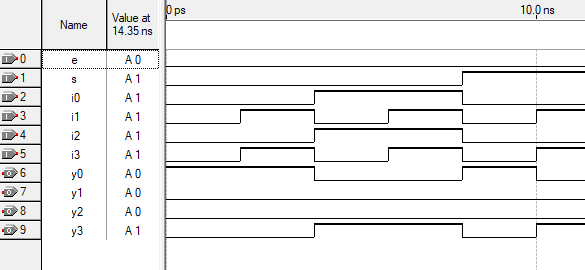 0 ps 10.0 ns
Name Value at
14.35 ns
0 e A 0
1 s A 1
2 i0 A 1
3 i1 A 1
4 i2 A 1
5 i3 A 1
6 y0 A 0
7 y1 A 0
8 y2 A 0
9 y3 A 1